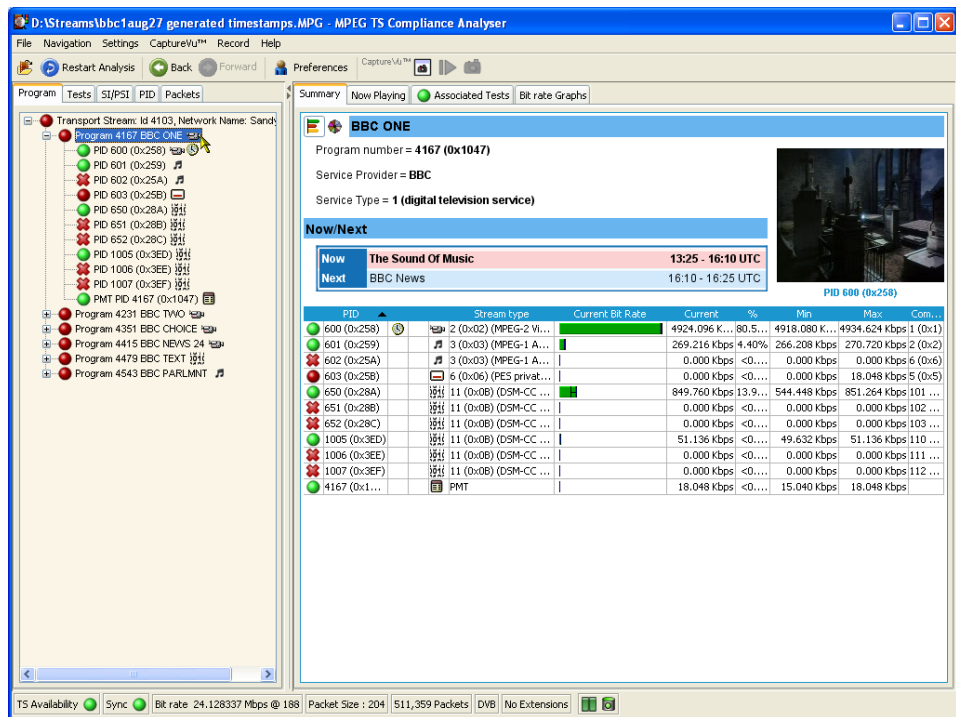 D:\Streams\bbc1aug27 generated timestamps.MPG - MPEG TS Compliance Analyser
File Navigation Settings CaptureVu™ Record Help
Restart Analysis Back Forward Preferences CaptureVu™
Program Tests SI/PSI PID Packets
Transport Stream: Id 4103, Network Name: Sandy
Program 4167 BBC ONE
PID 600 (0x258)
PID 601 (0x259)
PID 602 (0x25A)
PID 603 (0x25B)
PID 650 (0x28A)
PID 651 (0x28B)
PID 652 (0x28C)
PID 1005 (0x3ED)
PID 1006 (0x3EE)
PID 1007 (0x3EF)
PMT PID 4167 (0x1047)
Program 4231 BBC TWO
Program 4351 BBC CHOICE
Program 4415 BBC NEWS 24
Program 4479 BBC TEXT
Program 4543 BBC PARLMNT
Summary Now Playing Associated Tests Bit rate Graphs
BBC ONE
Program number = 4167 (0x1047)
Service Provider = BBC
Service Type = 1 (digital television service)
Now/Next
Now The Sound Of Music 13:25 - 16:10 UTC
Next BBC News 16:10 - 16:25 UTC
PID 600 (0x258)
PID Stream type Current Bit Rate Current % Min Max Com...
600 (0x258) 2 (0x02) (MPEG-2 Vi... 4924.096 K... 80.5... 4918.080 K... 4934.624 Kbps 1 (0x1)
601 (0x259) 3 (0x03) (MPEG-1 A... 269.216 Kbps 4.40% 266.208 Kbps 270.720 Kbps 2 (0x2)
602 (0x25A) 3 (0x03) (MPEG-1 A... 0.000 Kbps <0.... 0.000 Kbps 0.000 Kbps 6 (0x6)
603 (0x25B) 6 (0x06) (PES privat... 0.000 Kbps <0.... 0.000 Kbps 18.048 Kbps 5 (0x5)
650 (0x28A) 11 (0x0B) (DSM-CC ... 849.760 Kbps 13.9... 544.448 Kbps 851.264 Kbps 101 ...
651 (0x28B) 11 (0x0B) (DSM-CC ... 0.000 Kbps <0.... 0.000 Kbps 0.000 Kbps 102 ...
652 (0x28C) 11 (0x0B) (DSM-CC ... 0.000 Kbps <0.... 0.000 Kbps 0.000 Kbps 103 ...
1005 (0x3ED) 11 (0x0B) (DSM-CC ... 51.136 Kbps <0.... 49.632 Kbps 51.136 Kbps 110 ...
1006 (0x3EE) 11 (0x0B) (DSM-CC ... 0.000 Kbps <0.... 0.000 Kbps 0.000 Kbps 111 ...
1007 (0x3EF) 11 (0x0B) (DSM-CC ... 0.000 Kbps <0.... 0.000 Kbps 0.000 Kbps 112 ...
4167 (0x1... PMT 18.048 Kbps <0.... 15.040 Kbps 18.048 Kbps
TS Availability Sync Bit rate 24.128337 Mbps @ 188 Packet Size : 204 511,359 Packets DVB No Extensions